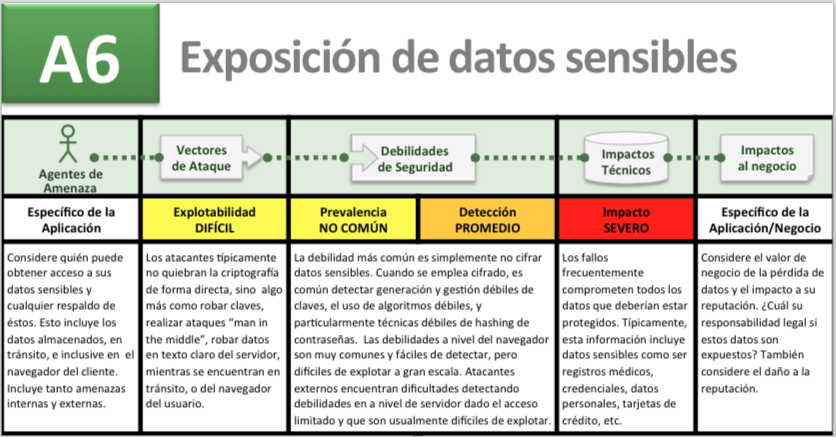 A6
Exposición de datos sensibles
Agentes de
Amenaza
Vectores
de Ataque
Debilidades
de Seguridad
Impactos
Técnicos
Impactos
al negocio
Específico de la
Aplicación
Explotabilidad
DIFÍCIL
Prevalencia
NO COMÚN
Detección
PROMEDIO
Impacto
SEVERO
Específico de la
Aplicación/Negocio
Considere quién puede
obtener acceso a sus
datos sensibles y
cualquier respaldo de
éstos. Esto incluye los
datos almacenados, en
tránsito, e inclusive en el
navegador del cliente.
Incluye tanto amenazas
internas y externas.
Los atacantes típicamente
no quiebran la criptografía
de forma directa, sino algo
más como robar claves,
realizar ataques “man in
the middle”, robar datos
en texto claro del servidor,
mientras se encuentran en
tránsito, o del navegador
del usuario.
La debilidad más común es simplemente no cifrar
datos sensibles. Cuando se emplea cifrado, es
común detectar generación y gestión débiles de
claves, el uso de algoritmos débiles, y
particularmente técnicas débiles de hashing de
contraseñas. Las debilidades a nivel del navegador
son muy comunes y fáciles de detectar, pero
difíciles de explotar a gran escala. Atacantes
externos encuentran dificultades detectando
debilidades en a nivel de servidor dado el acceso
limitado y que son usualmente difíciles de explotar.
Los fallos
frecuentemente
comprometen todos los
datos que deberían estar
protegidos. Típicamente,
esta información incluye
datos sensibles como ser
registros médicos,
credenciales, datos
personales, tarjetas de
crédito, etc.
Considere el valor de
negocio de la pérdida de
datos y el impacto a su
reputación. ¿Cuál su
responsabilidad legal si
estos datos son
expuestos? También
considere el daño a la
reputación.